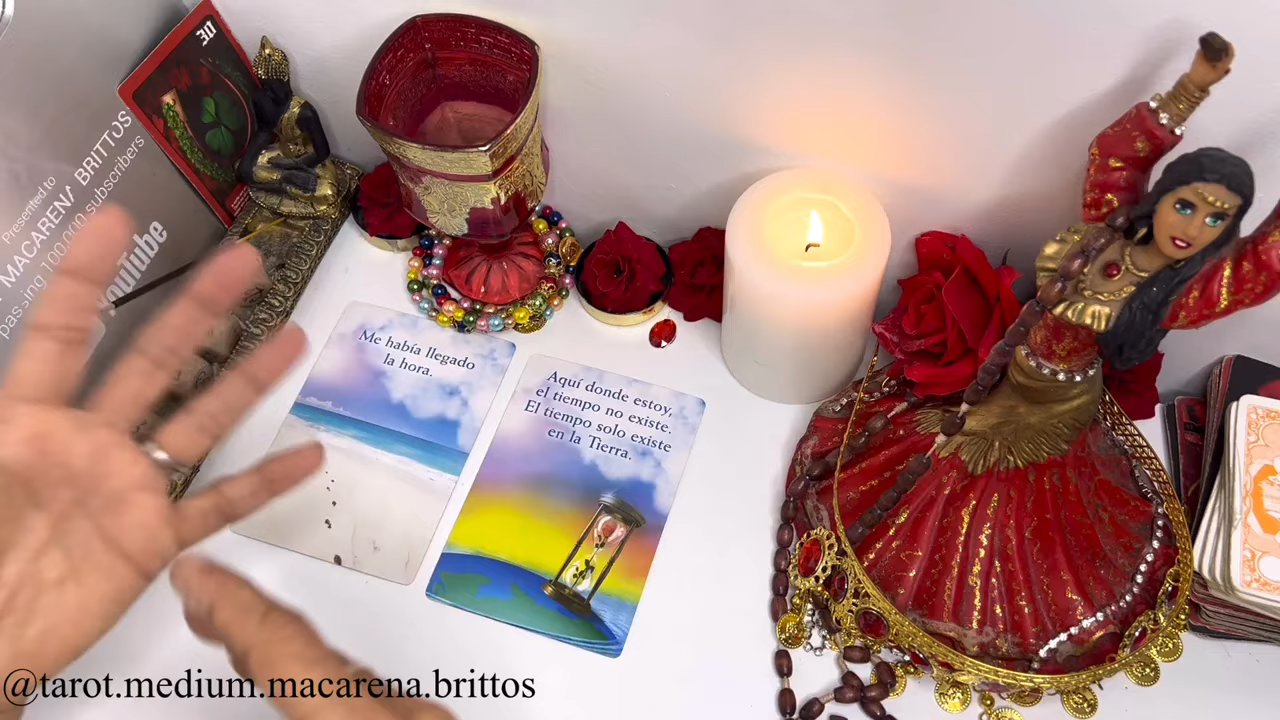 Presented to
MACARENA BRITTOS
passing 100,000 subscribers
YouTube
Me había llegado
la hora.
Aquí donde estoy,
el tiempo no existe.
El tiempo solo existe
en la Tierra.
@tarot.medium.macarena.brittos